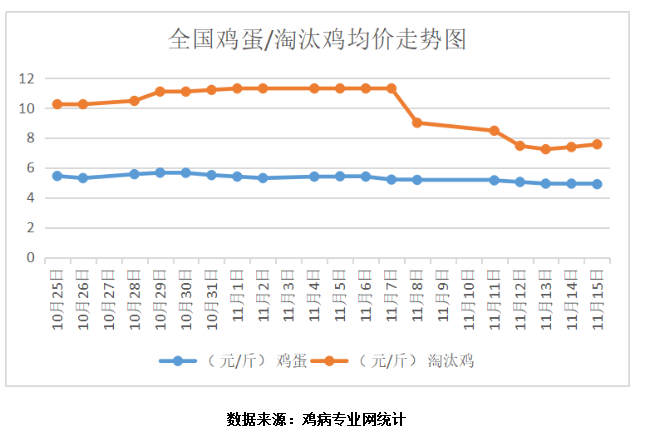 全国鸡蛋/淘汰鸡均价走势图
12
10
8
6
4
2
0
10月25日
10月26日
10月27日
10月28日
10月29日
10月30日
10月31日
11月1日
11月2日
11月3日
11月4日
11月5日
11月6日
11月7日
11月8日
11月9日
11月10日
11月11日
11月12日
11月13日
11月14日
11月15日
（元/斤）鸡蛋 （元/斤）淘汰鸡
数据来源：鸡病专业网统计